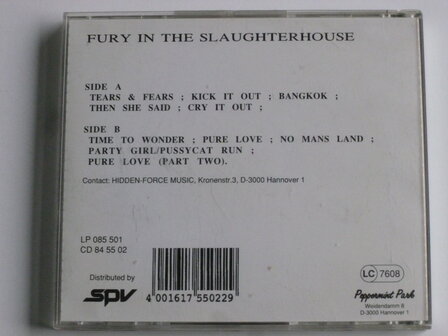 FURY IN THE SLAUGHTERHOUSE
SIDE A
TEARS & FEARS ; KICK IT OUT ; BANGKOK ;
THEN SHE SAID ; CRY IT OUT ;
SIDE B
TIME TO WONDER ; PURE LOVE ; NO MANS LAND ;
PARTY GIRL/PUSSYCAT RUN ;
PURE LOVE (PART TWO).
Contact: HIDDEN-FORCE MUSIC, Kronenstr.3, D-3000 Hannover 1
LP 085 501
CD 84 55 02
Distributed by
SPV
4 001617 550229
LC 7608
Peppermint Park
Weidendamm 8
D-3000 Hannover 1